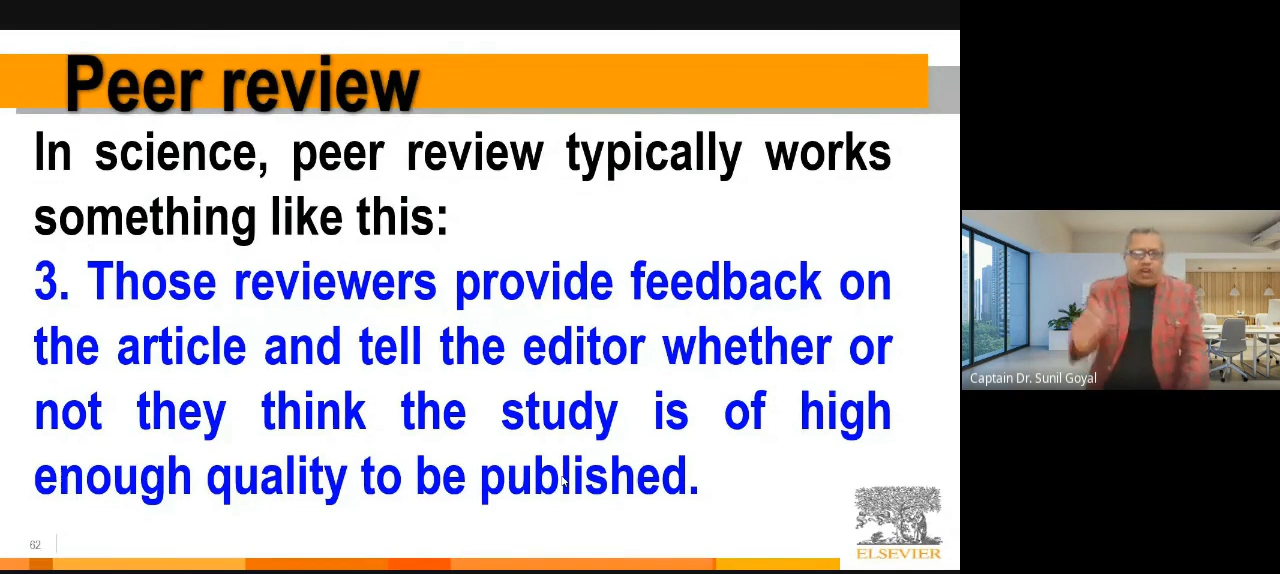 Peer review
In science, peer review typically works
something like this:
3. Those reviewers provide feedback on
the article and tell the editor whether or
not they think the study is of high
enough quality to be published.
62
ELSEVIER
Captain Dr. Sunil Goyal